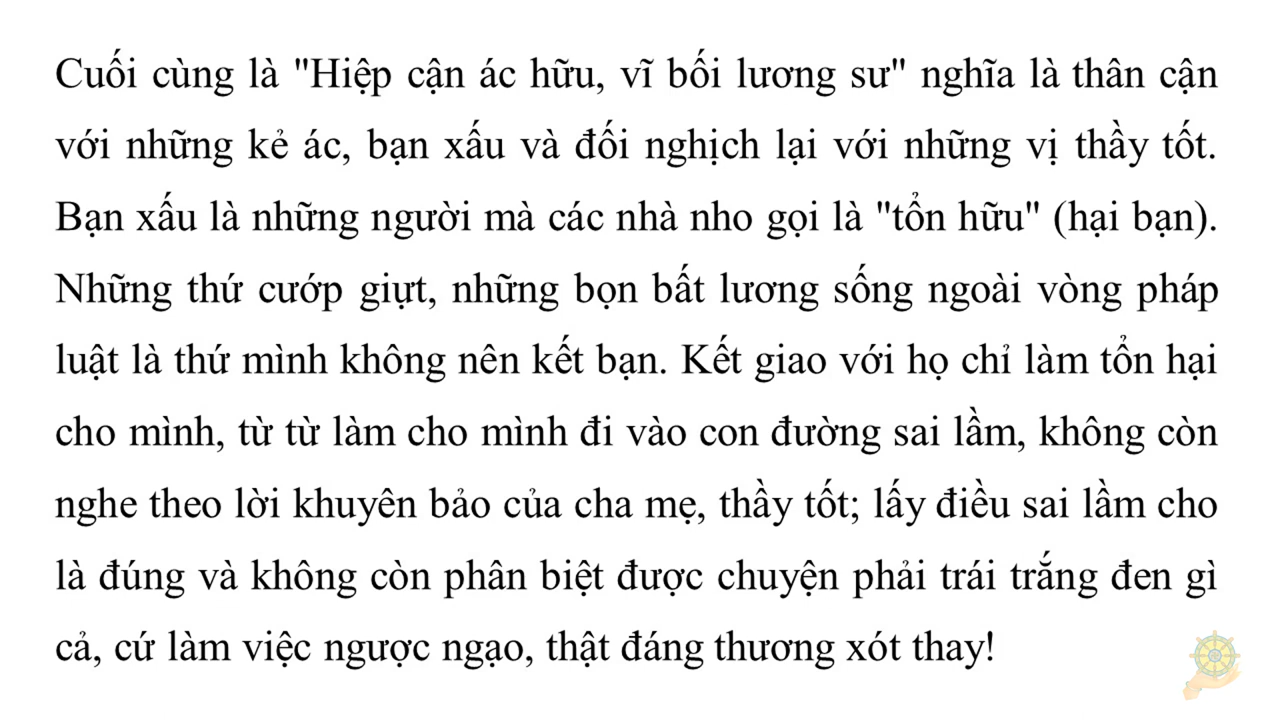 Cuối cùng là "Hiệp cận ác hữu, vĩ bối lương sư" nghĩa là thân cận
với những kẻ ác, bạn xấu và đối nghịch lại với những vị thầy tốt.
Bạn xấu là những người mà các nhà nho gọi là "tổn hữu" (hại bạn).
Những thứ cướp giựt, những bọn bất lương sống ngoài vòng pháp
luật là thứ mình không nên kết bạn. Kết giao với họ chỉ làm tổn hại
cho mình, từ từ làm cho mình đi vào con đường sai lầm, không còn
nghe theo lời khuyên bảo của cha mẹ, thầy tốt; lấy điều sai lầm cho
là đúng và không còn phân biệt được chuyện phải trái trắng đen gì
cả, cứ làm việc ngược ngạo, thật đáng thương xót thay!